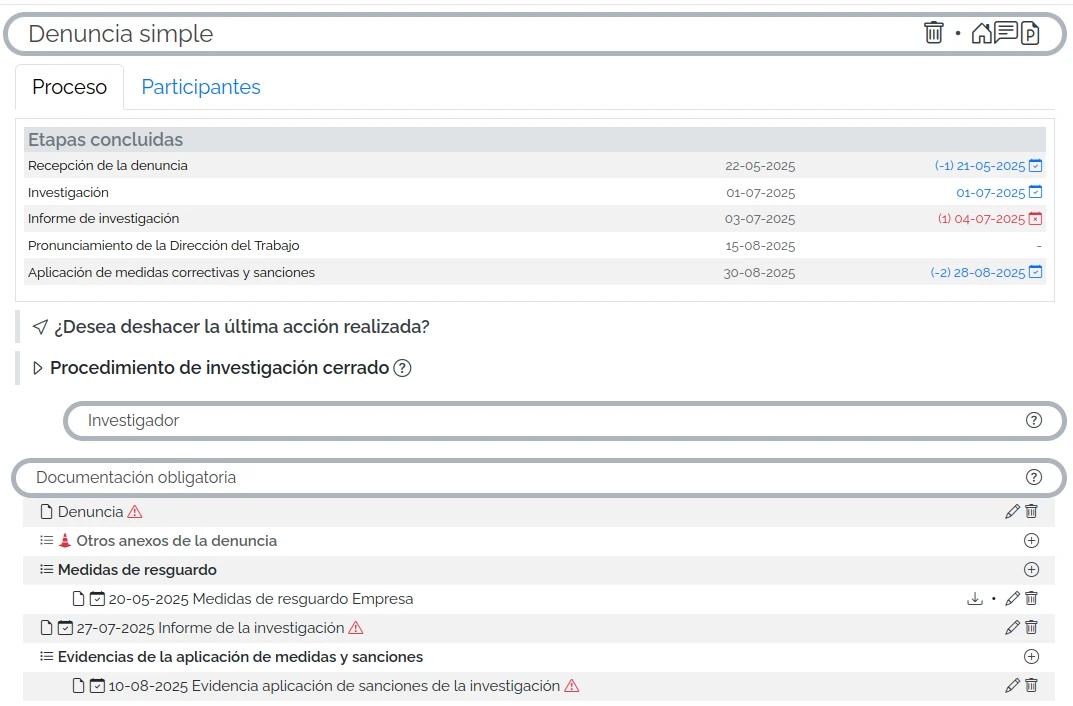 Denuncia simple
Proceso Participantes
Etapas concluidas
Recepción de la denuncia 22-05-2025 (-1) 21-05-2025
Investigación 01-07-2025 01-07-2025
Informe de investigación 03-07-2025 (1) 04-07-2025
Pronunciamiento de la Dirección del Trabajo 15-08-2025 -
Aplicación de medidas correctivas y sanciones 30-08-2025 (-2) 28-08-2025
¿Desea deshacer la última acción realizada?
Procedimiento de investigación cerrado
Investigador
Documentación obligatoria
Denuncia
Otros anexos de la denuncia
Medidas de resguardo
20-05-2025 Medidas de resguardo Empresa
27-07-2025 Informe de la investigación
Evidencias de la aplicación de medidas y sanciones
10-08-2025 Evidencia aplicación de sanciones de la investigación